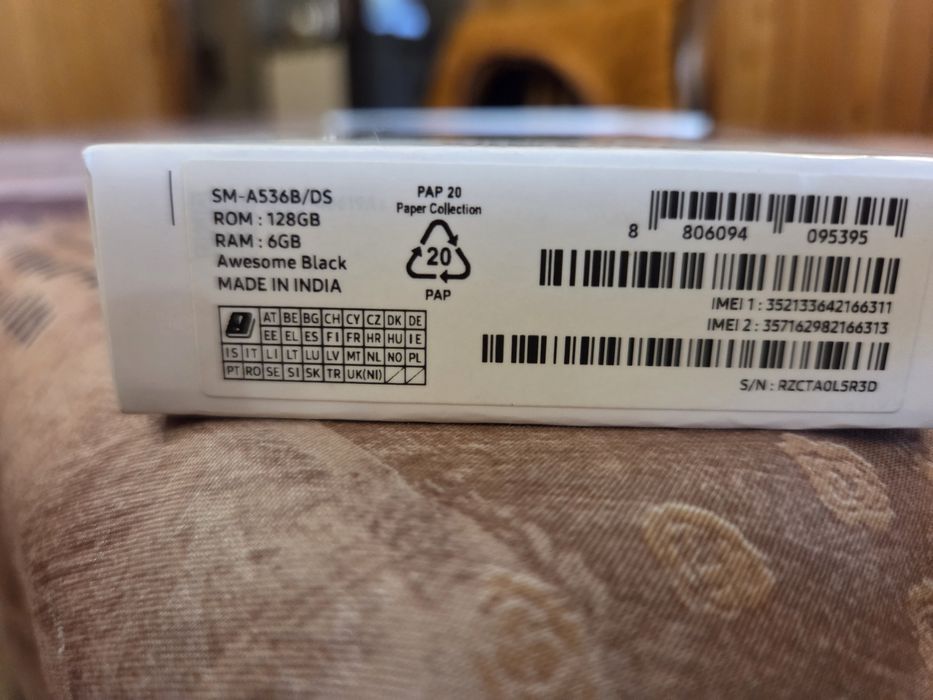 SM-A536B/DS
ROM : 128GB
RAM : 6GB
Awesome Black
MADE IN INDIA
PAP 20
Paper Collection
20
PAP
8 806094 095395
IMEI 1 : 352133642166311
IMEI 2 : 357162982166313
S/N : RZCTA0L5R3D
AT BE BG CH CY CZ DK DE
EE EL ES FI FR HR HU IE
IS IT LI LT LU LV MT NL NO PL
PT RO SE SI SK TR UK(NI)